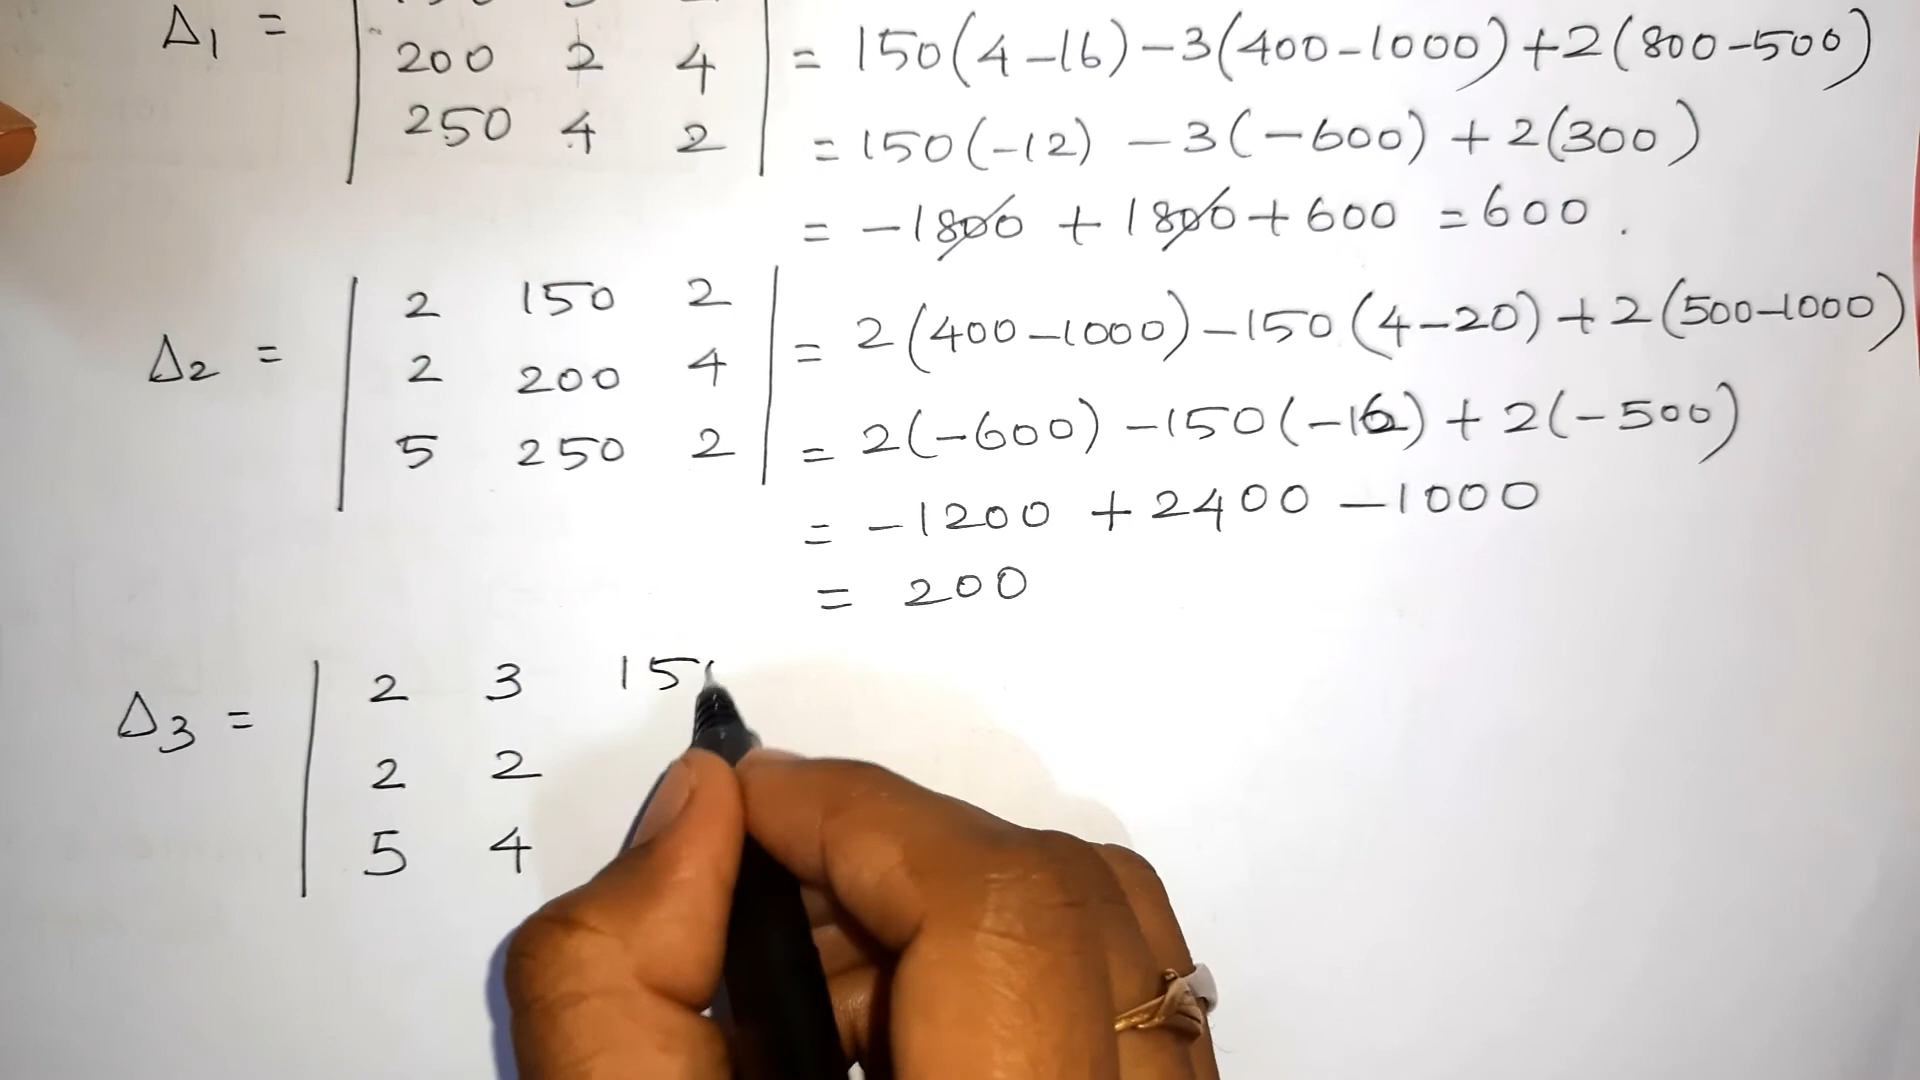 Δ1 = 200 2 4 = 150(4-16) -3(400-1000) +2(800-500)
250 4 2 = 150(-12) -3(-600) + 2(300)
= -1800 + 1800 + 600 = 600.
2 150 2
Δ2 = 2 200 4 = 2(400-1000) -150(4-20) + 2(500-1000)
5 250 2 = 2(-600) -150(-16) + 2(-500)
= -1200 + 2400 -1000
= 200
2 3 150
Δ3 = 2 2
5 4